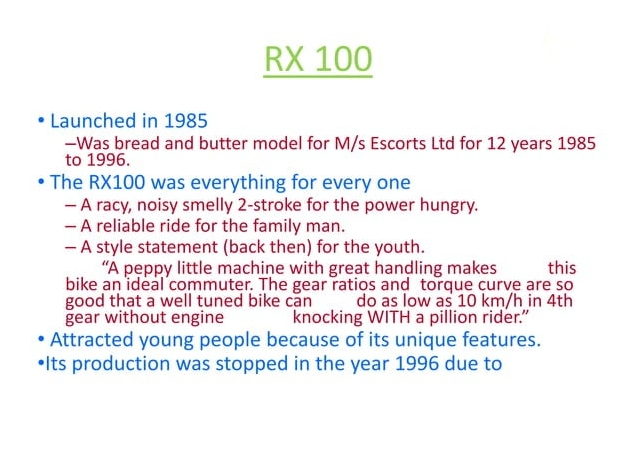 RX 100
• Launched in 1985
–Was bread and butter model for M/s Escorts Ltd for 12 years 1985
to 1996.
• The RX100 was everything for every one
– A racy, noisy smelly 2-stroke for the power hungry.
– A reliable ride for the family man.
– A style statement (back then) for the youth.
“A peppy little machine with great handling makes this
bike an ideal commuter. The gear ratios and torque curve are so
good that a well tuned bike can do as low as 10 km/h in 4th
gear without engine knocking WITH a pillion rider.”
• Attracted young people because of its unique features.
•Its production was stopped in the year 1996 due to